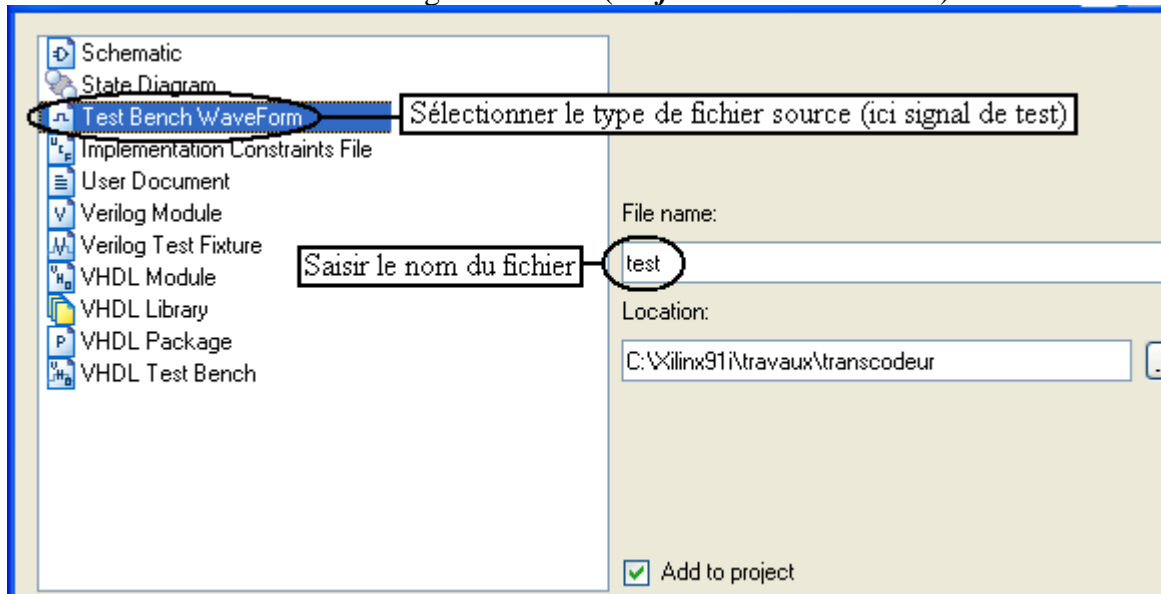 Schematic
State Diagram
Test Bench WaveForm
Sélectionner le type de fichier source (ici signal de test)
Implementation Constraints File
User Document
Verilog Module
File name:
Verilog Test Fixture
Saisir le nom du fichier
test
VHDL Module
VHDL Library
Location:
VHDL Package
C:\Xilinx91i\travaux\transcodeur
VHDL Test Bench
Add to project